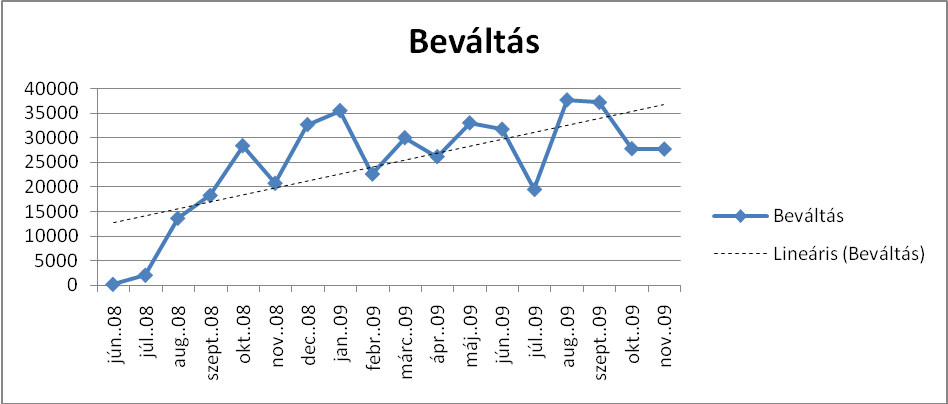 Beváltás
40000
35000
30000
25000
20000
15000
10000
5000
0
jún..08
júl..08
aug..08
szept..08
okt..08
nov..08
dec..08
jan..09
febr..09
márc..09
ápr..09
máj..09
jún..09
júl..09
aug..09
szept..09
okt..09
nov..09
Beváltás
Lineáris (Beváltás)